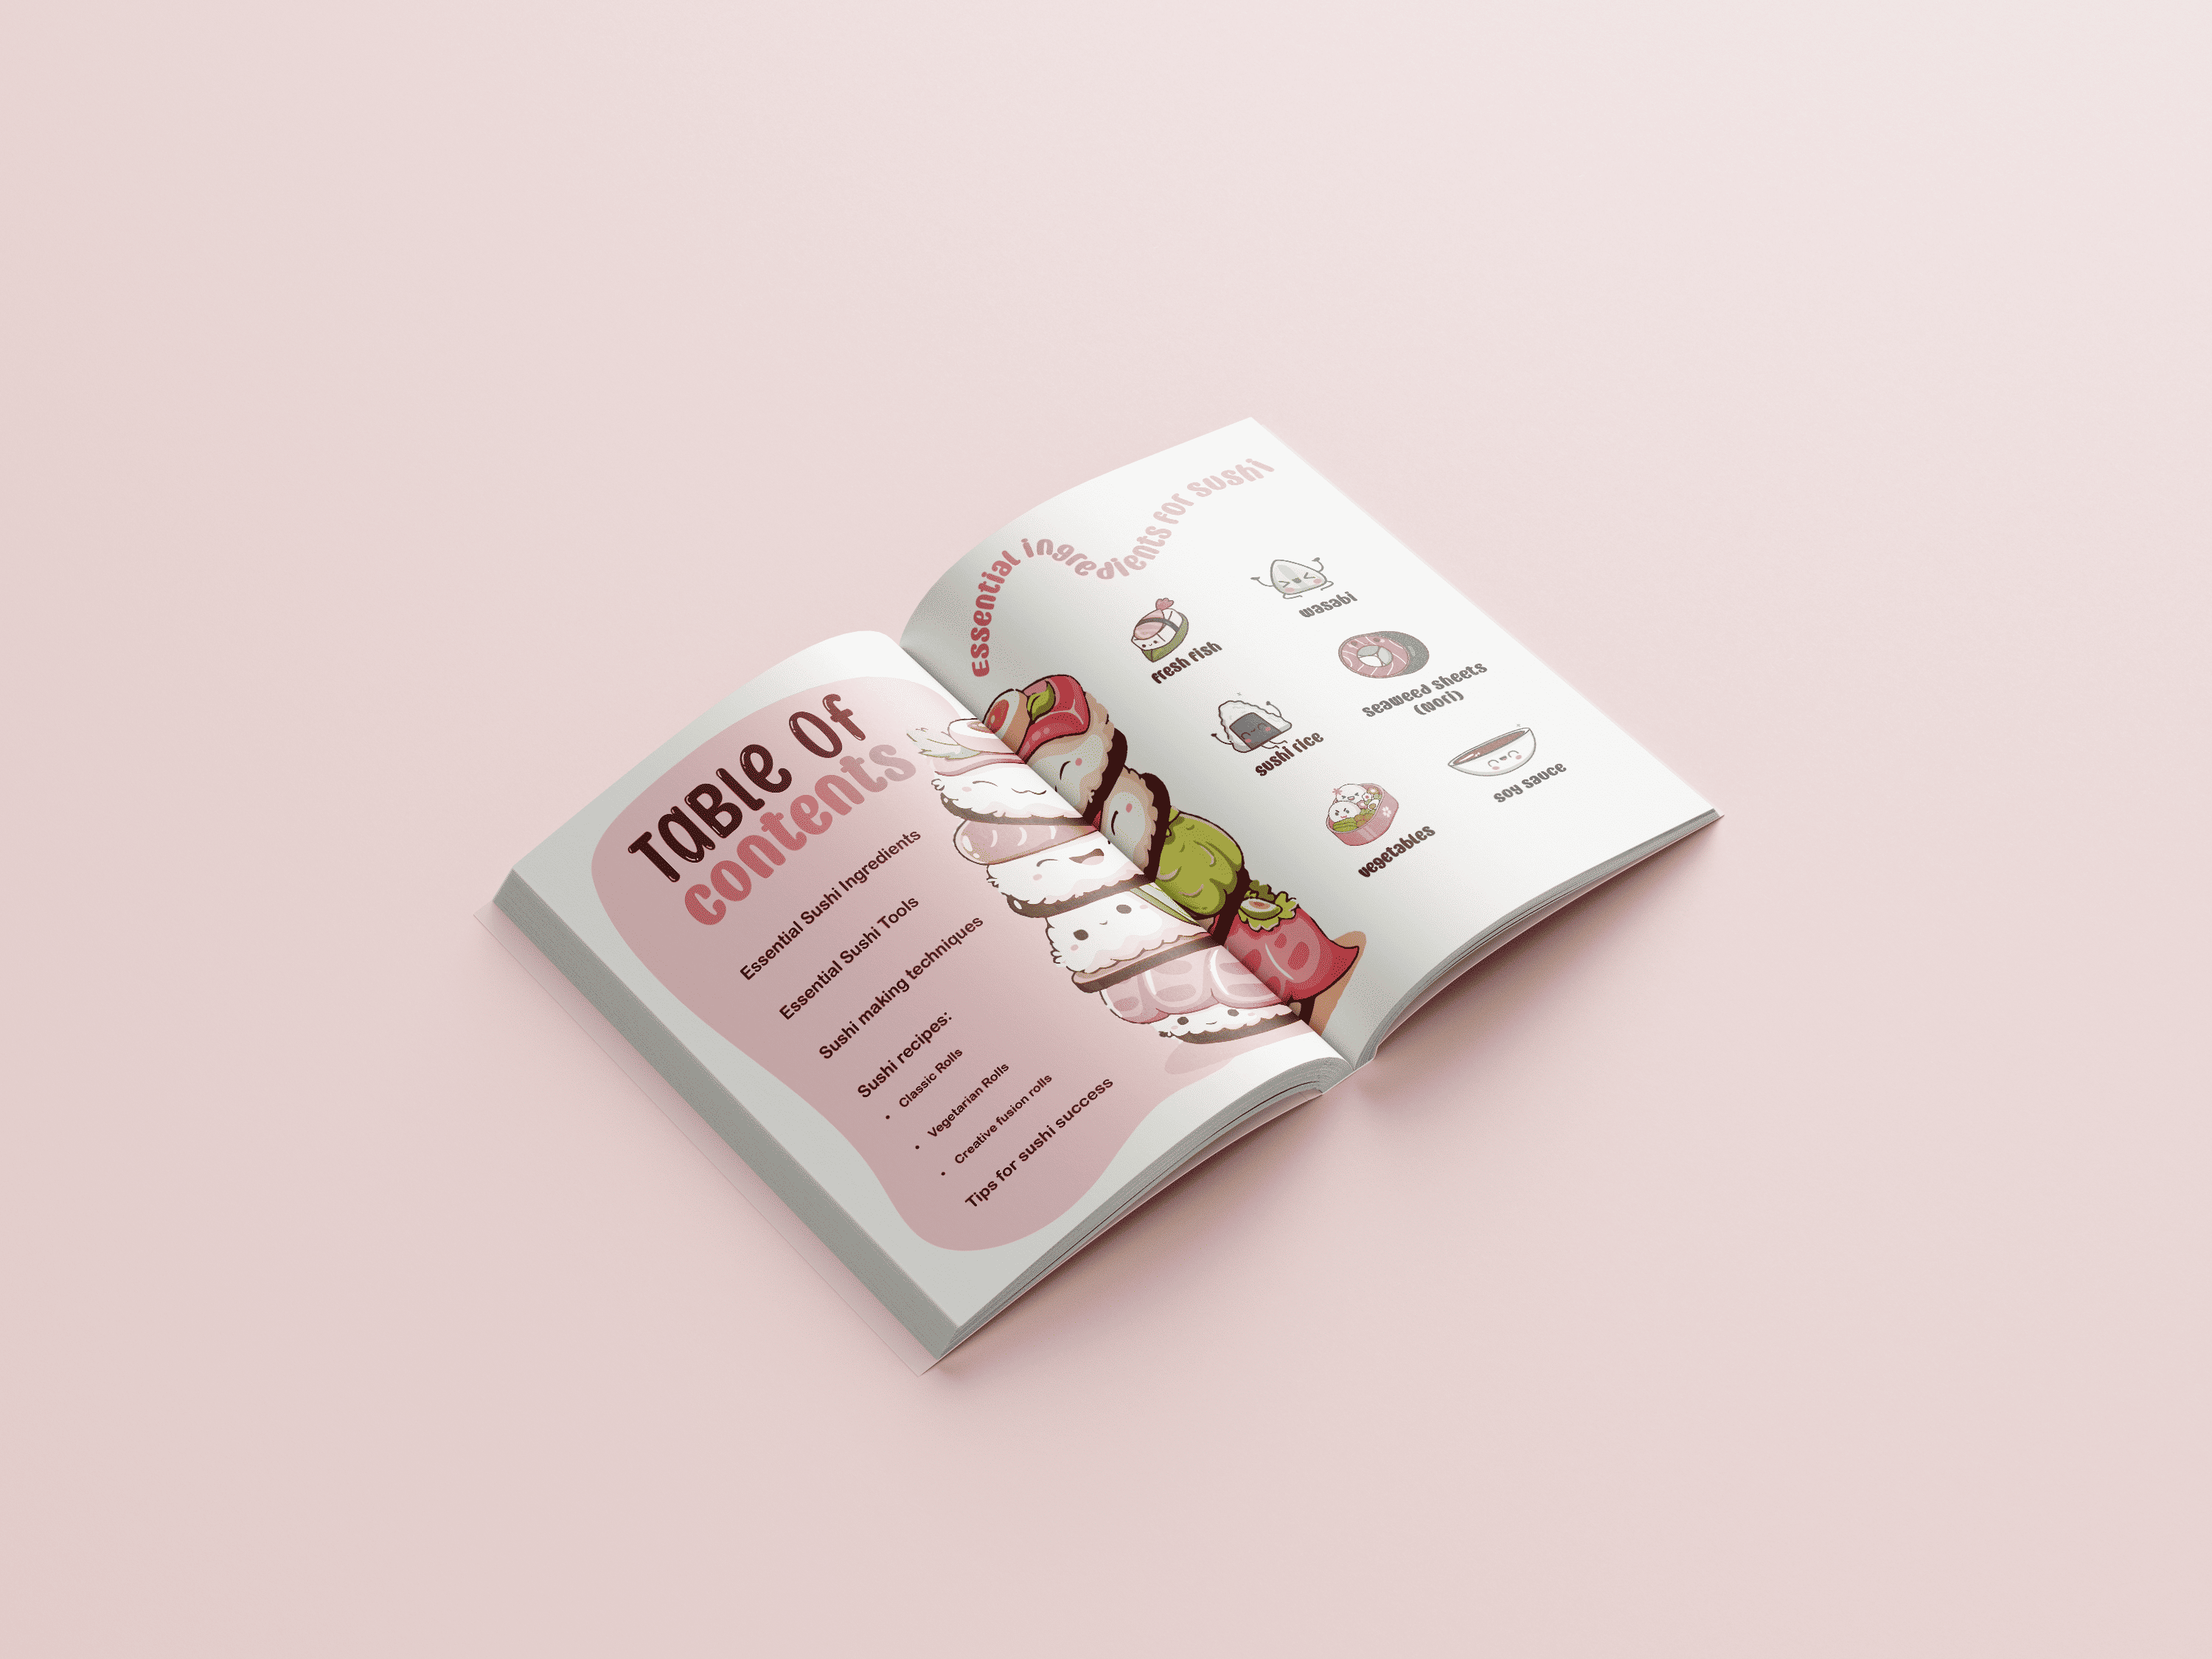 Table Of
contents
Essential Sushi Ingredients
Essential Sushi Tools
Sushi making techniques
Sushi recipes:
• Classic Rolls
• Vegetarian Rolls
• Creative fusion rolls
Tips for sushi success
Essential ingredients for sushi
fresh fish
wasabi
sushi rice
seaweed sheets
(Nori)
vegetables
soy sauce